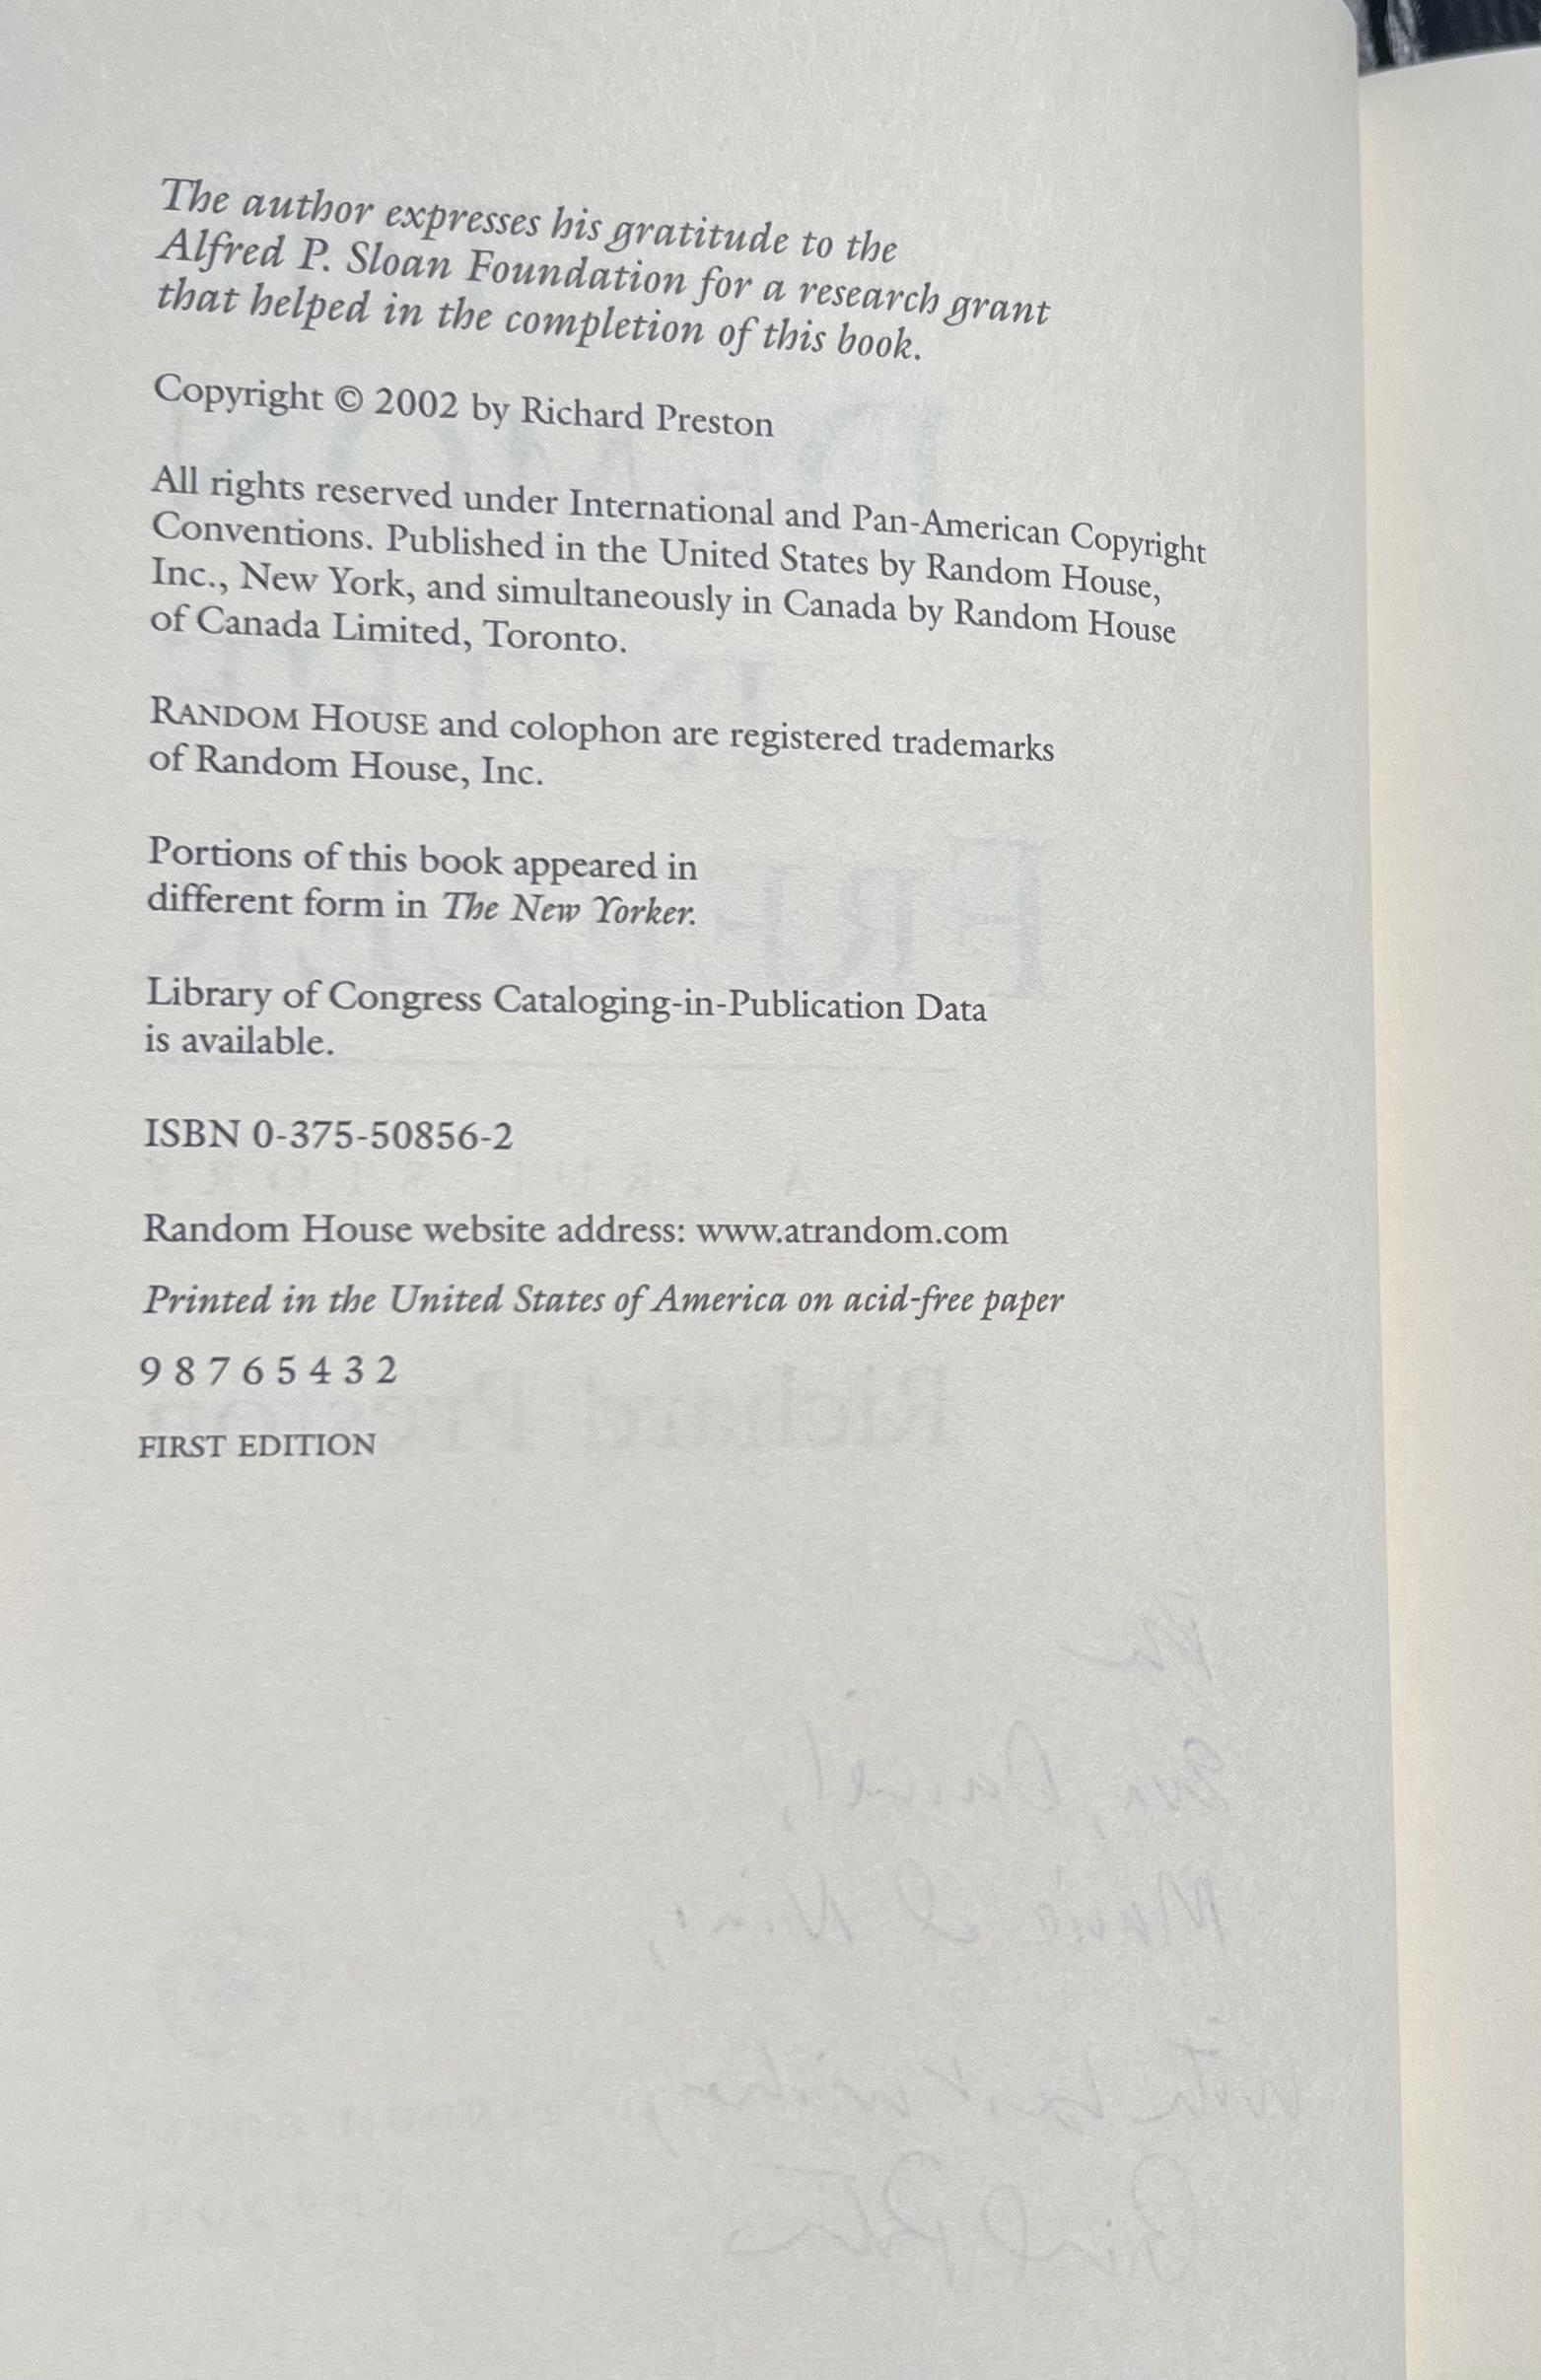 The author expresses his gratitude to the
Alfred P. Sloan Foundation for a research grant
that helped in the completion of this book.
Copyright © 2002 by Richard Preston
All rights reserved under International and Pan-American Copyright
Conventions. Published in the United States by Random House,
Inc., New York, and simultaneously in Canada by Random House
of Canada Limited, Toronto.
RANDOM HOUSE and colophon are registered trademarks
of Random House, Inc.
Portions of this book appeared in
different form in The New Yorker.
Library of Congress Cataloging-in-Publication Data
is available.
ISBN 0-375-50856-2
Random House website address: www.atrandom.com
Printed in the United States of America on acid-free paper
9 8 7 6 5 4 3 2
FIRST EDITION